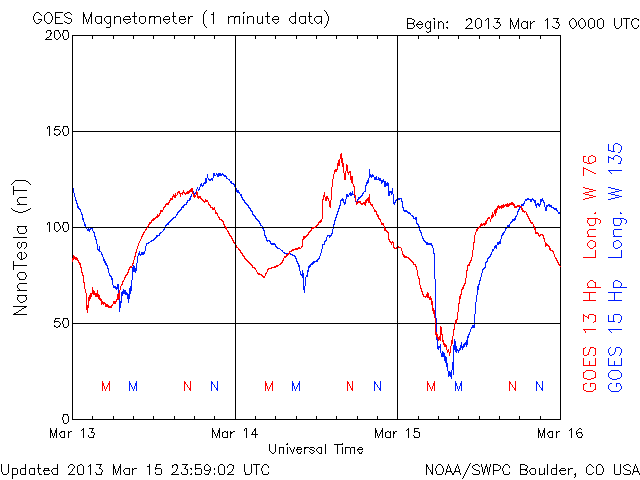 GOES Magnetometer (1 minute data)
Begin: 2013 Mar 13 0000 UTC
200
150
100
50
0
NanoTesla (nT)
M M N N M M N N M M N N
Mar 13 Mar 14 Mar 15 Mar 16
Universal Time
GOES 13 Hp Long. W 76
GOES 15 Hp Long. W 135
Updated 2013 Mar 15 23:59:02 UTC
NOAA/SWPC Boulder, CO USA